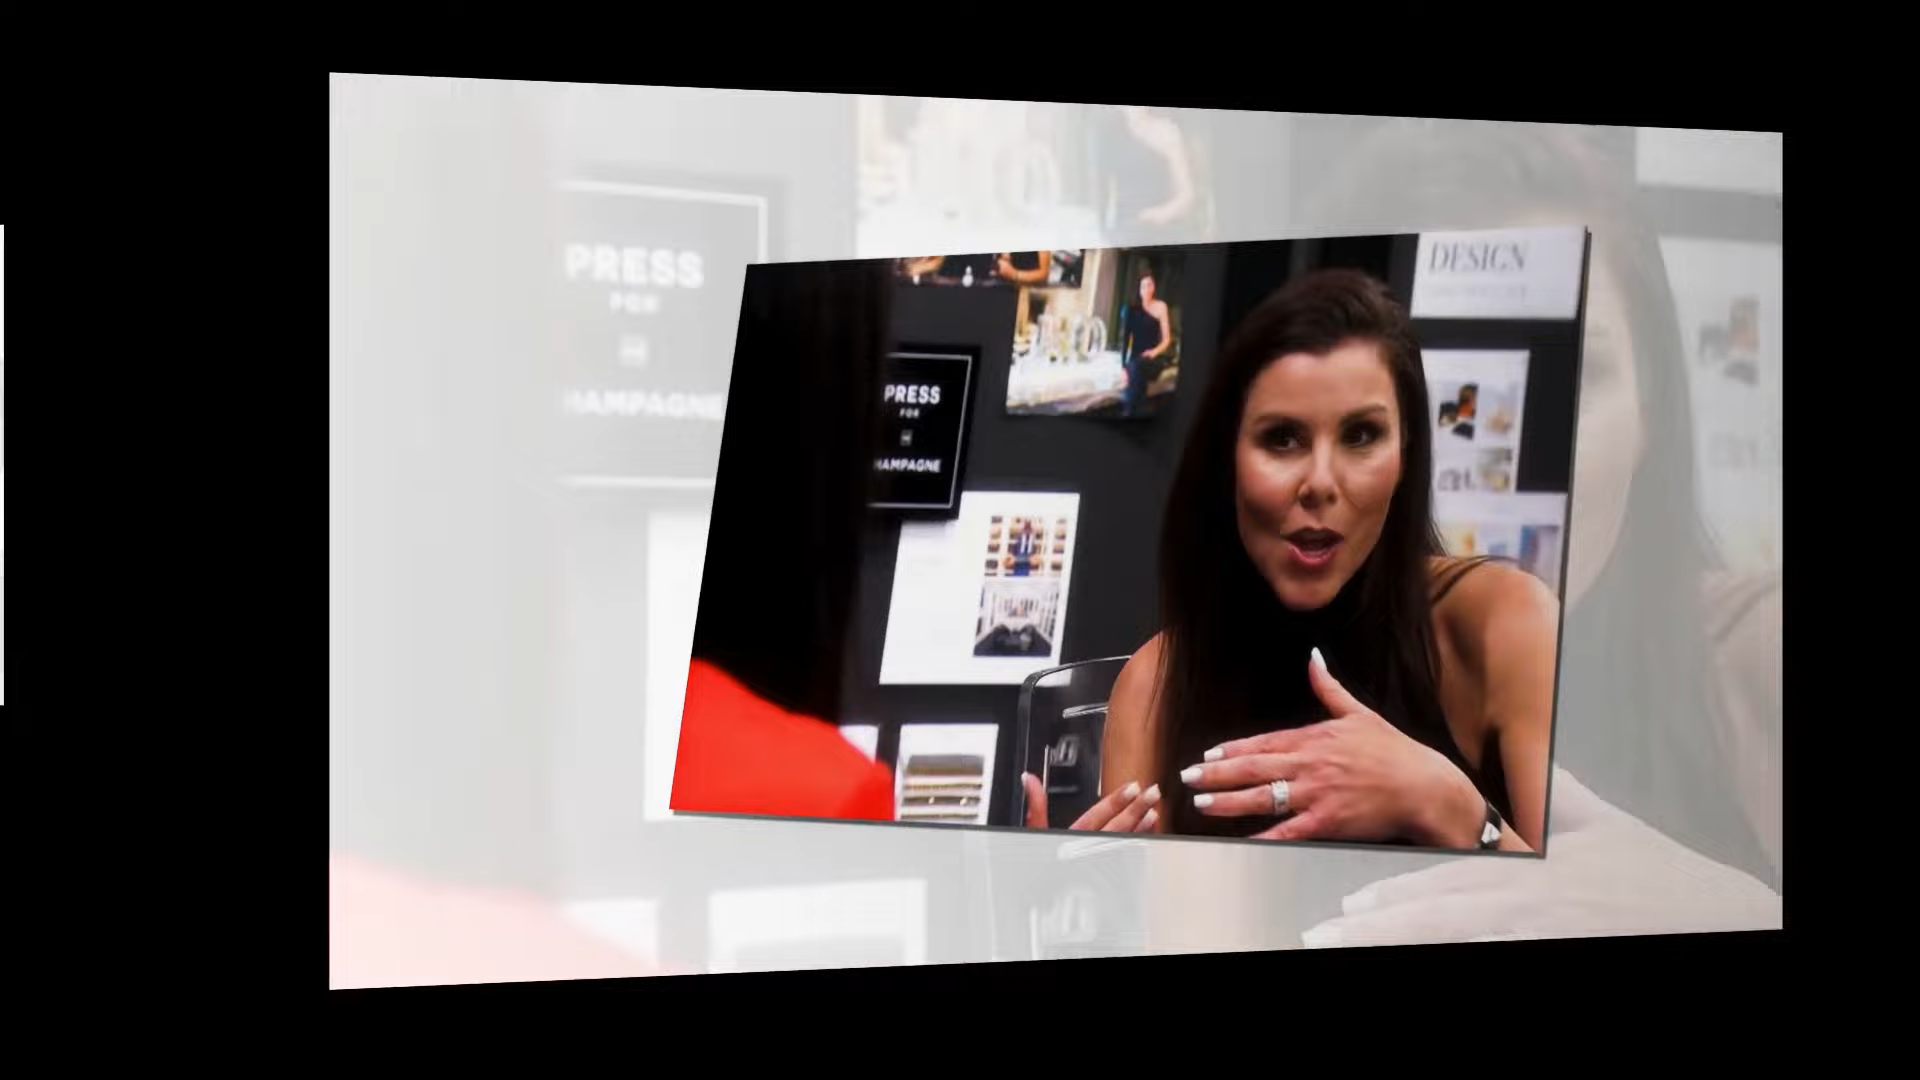 PRESS
FOR
H
HAMPAGNE
DESIGN
PRESS
FOR
H
HAMPAGNE